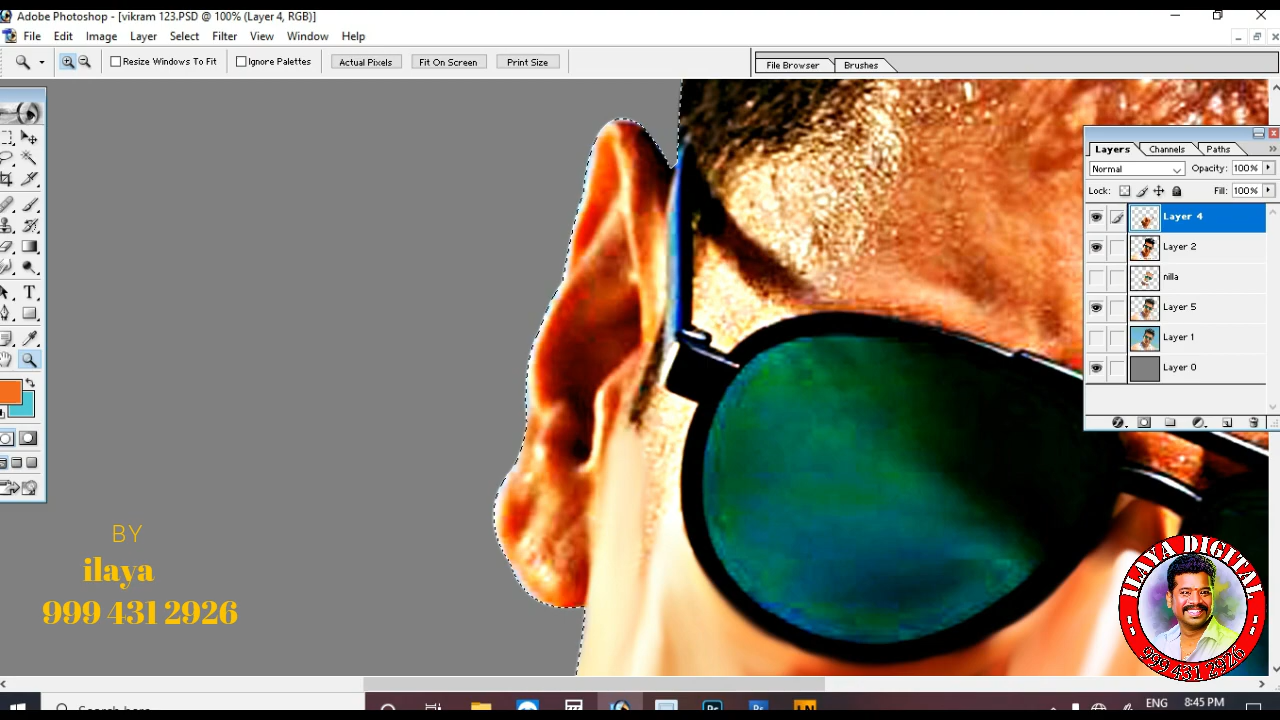 Adobe Photoshop - [vikram 123.PSD @ 100% (Layer 4, RGB)]
File Edit Image Layer Select Filter View Window Help
Resize Windows To Fit Ignore Palettes Actual Pixels Fit On Screen Print Size File Browser Brushes
Layers Channels Paths
Normal Opacity: 100%
Lock: Fill: 100%
Layer 4
Layer 2
nilla
Layer 5
Layer 1
Layer 0
BY
ilaya
999 431 2926
ILAYA DIGITAL
999 431 2926
ENG 8:45 PM